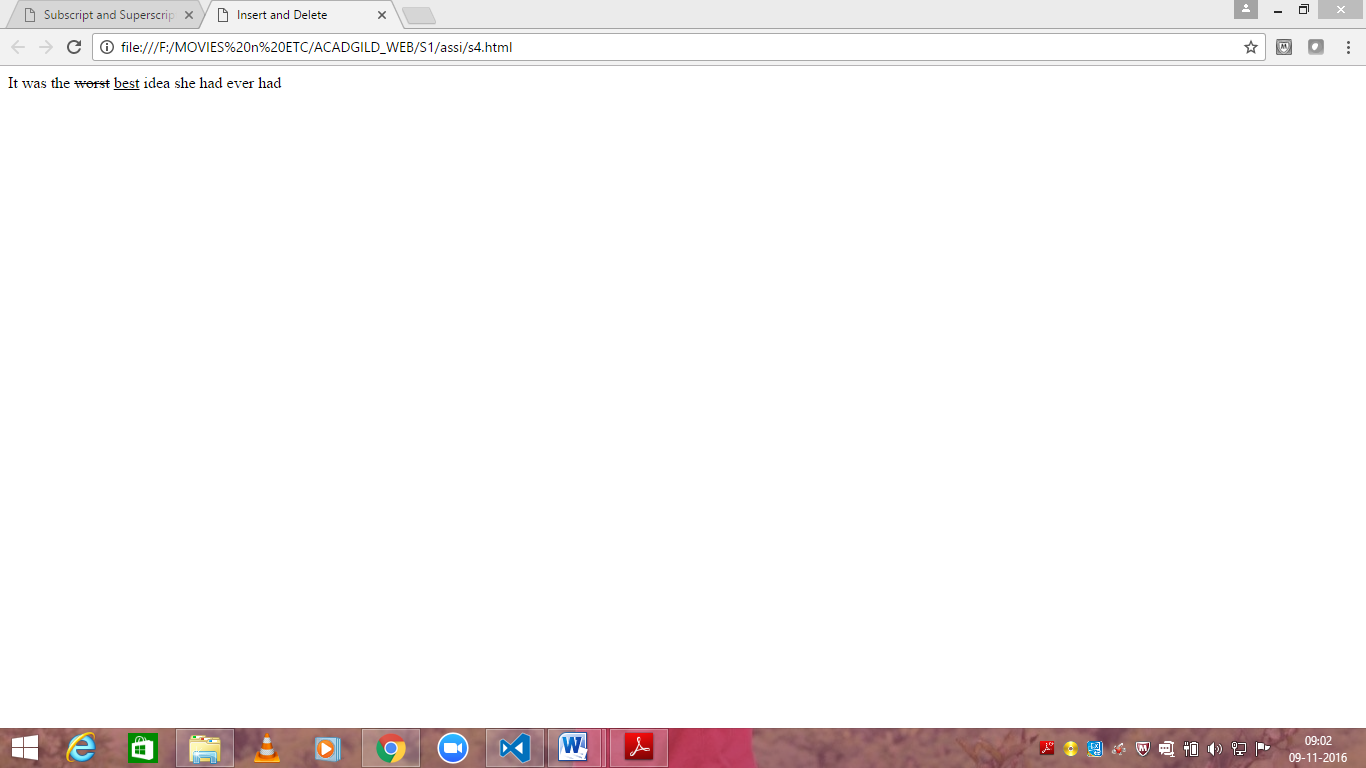 Subscript and Superscrip
Insert and Delete
file:///F:/MOVIES%20n%20ETC/ACADGILD_WEB/S1/assi/s4.html
It was the worst best idea she had ever had
09:02
09-11-2016